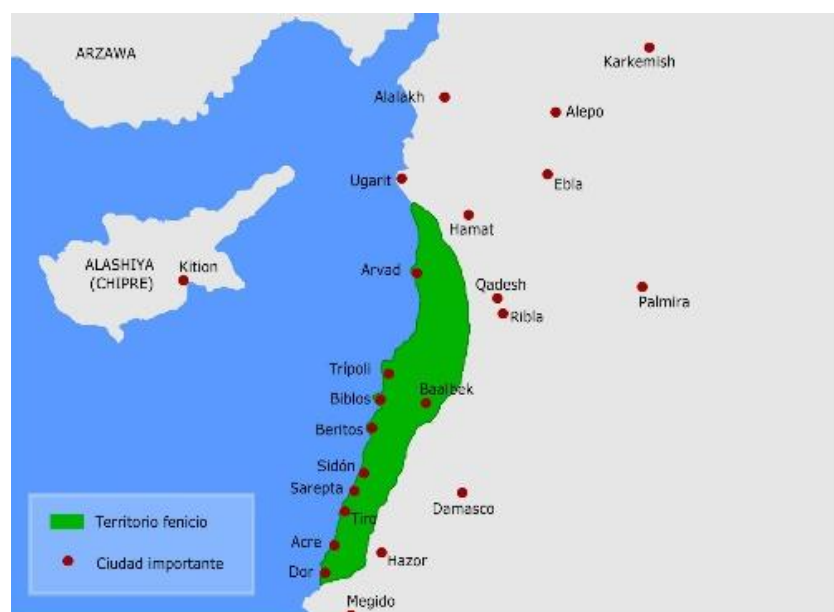 ARZAWA
Karkemish
Alalakh
Alepo
Ugarit
Ebla
Hamat
ALASHIYA
(CHIPRE)
Kition
Arvad
Qadesh
Ribla
Palmira
Trípoli
Biblos
Baalbek
Beritos
Sidón
Sarepta
Damasco
Tiro
Acre
Hazor
Dor
Megido
Territorio fenicio
Ciudad importante